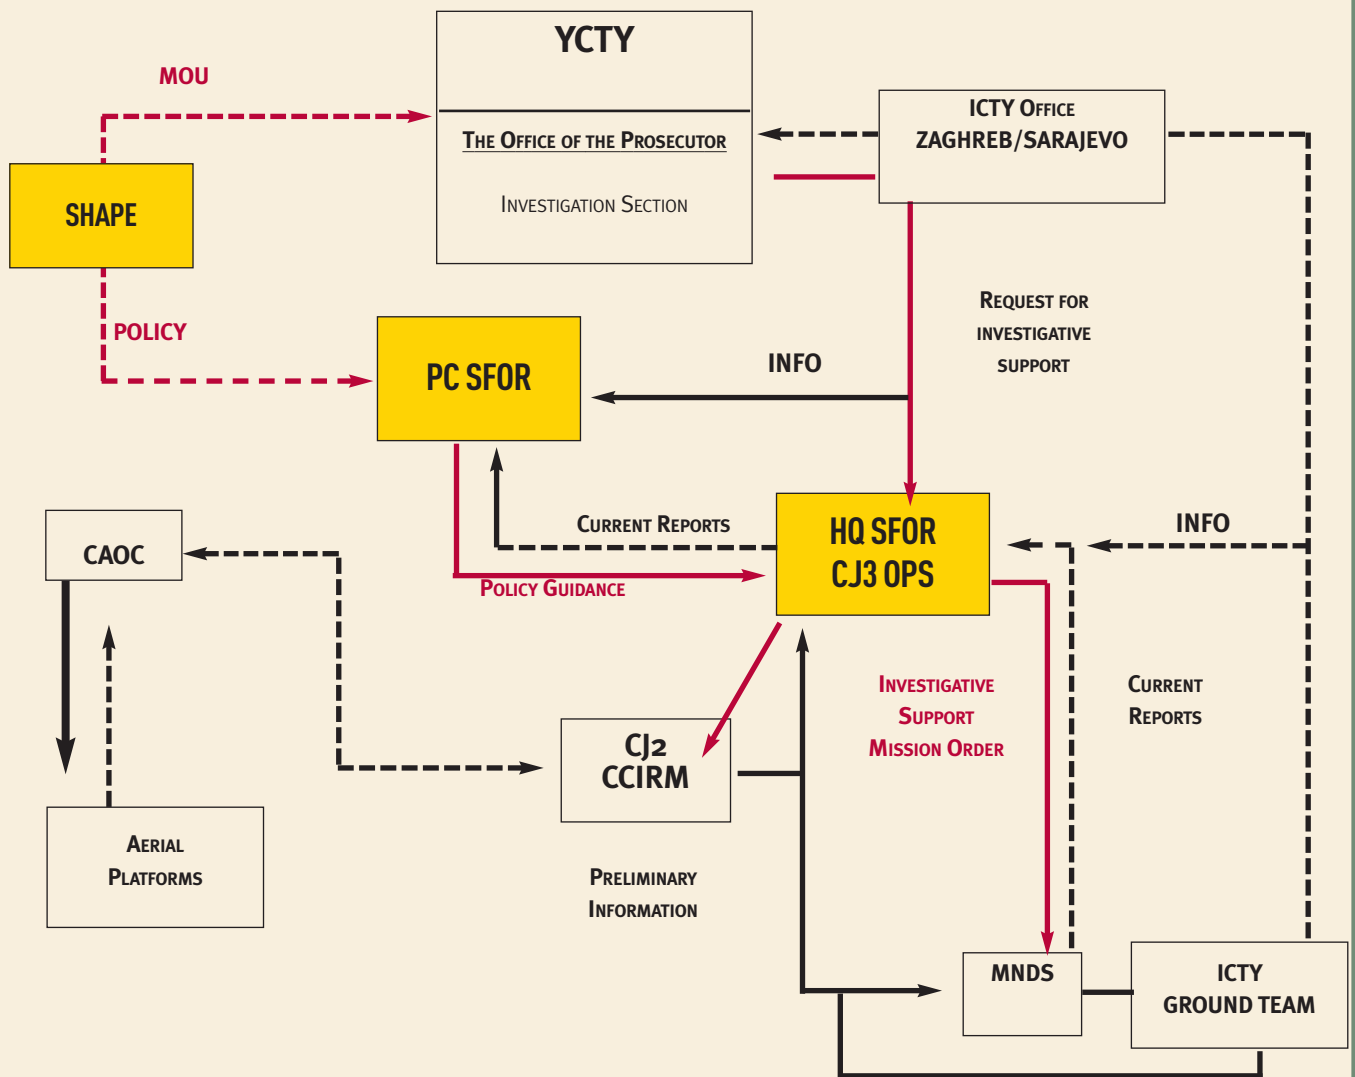 YCTY
MOU
ICTY Office
ZAGHREB/SARAJEVO
The Office of the Prosecutor
SHAPE
Investigation Section
Request for
investigative
support
POLICY
INFO
PC SFOR
Current Reports
HQ SFOR
CJ3 OPS
INFO
CAOC
Policy Guidance
Investigative
Support
Mission Order
Current
Reports
CJ2
CCIRM
Aerial
Platforms
Preliminary
Information
MNDS
ICTY
GROUND TEAM